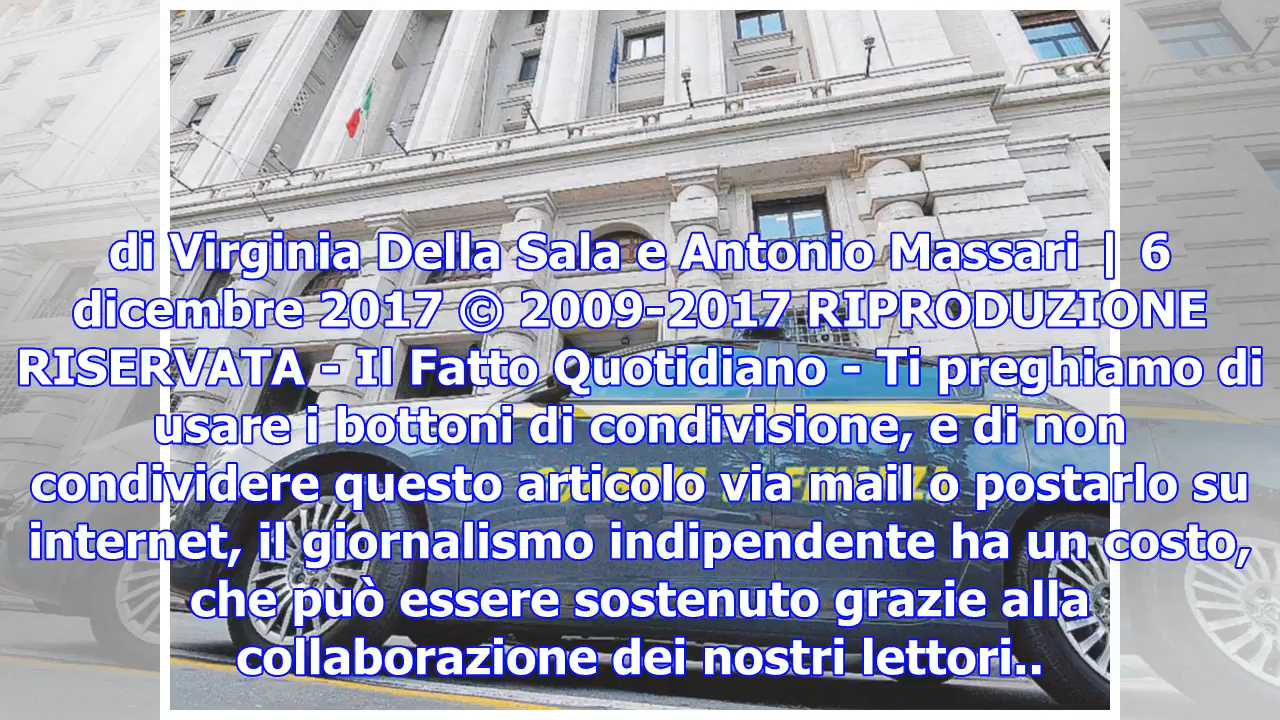 di Virginia Della Sala e Antonio Massari | 6
dicembre 2017 © 2009-2017 RIPRODUZIONE
RISERVATA - Il Fatto Quotidiano - Ti preghiamo di
usare i bottoni di condivisione, e di non
condividere questo articolo via mail o postarlo su
internet, il giornalismo indipendente ha un costo,
che può essere sostenuto grazie alla
collaborazione dei nostri lettori..